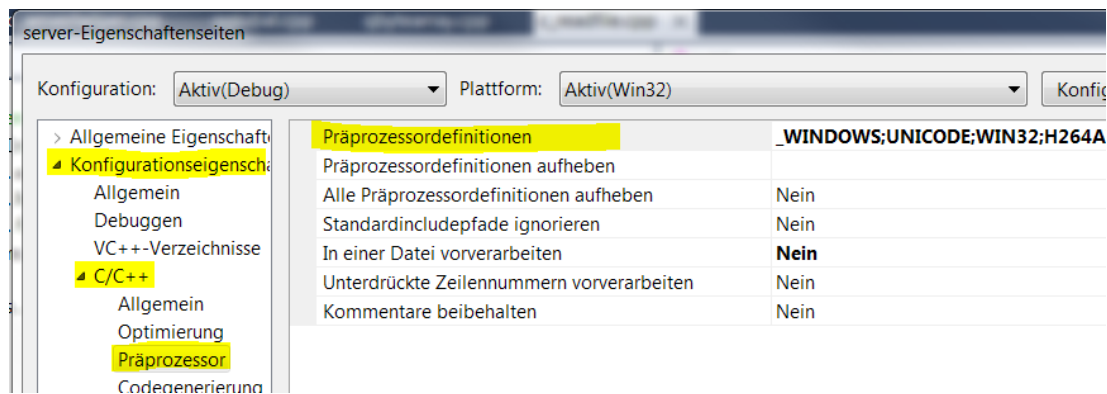 server-Eigenschaftenseiten
Konfiguration: Aktiv(Debug) Plattform: Aktiv(Win32) Konfig
Allgemeine Eigenschafte
Konfigurationseigenscha
Allgemein
Debuggen
VC++-Verzeichnisse
C/C++
Allgemein
Optimierung
Präprozessor
Codegenerierung
Präprozessordefinitionen _WINDOWS;UNICODE;WIN32;H264A
Präprozessordefinitionen aufheben
Alle Präprozessordefinitionen aufheben Nein
Standardincludepfade ignorieren Nein
In einer Datei vorverarbeiten Nein
Unterdrückte Zeilennummern vorverarbeiten Nein
Kommentare beibehalten Nein